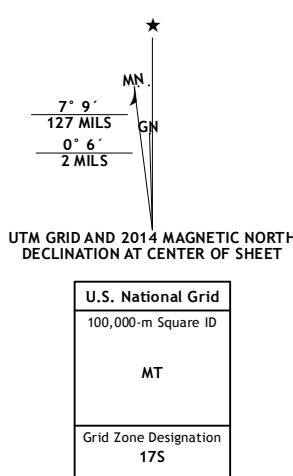 ★
MN
7° 9´
127 MILS
GN
0° 6´
2 MILS
UTM GRID AND 2014 MAGNETIC NORTH
DECLINATION AT CENTER OF SHEET
U.S. National Grid
100,000-m Square ID
MT
Grid Zone Designation
17S